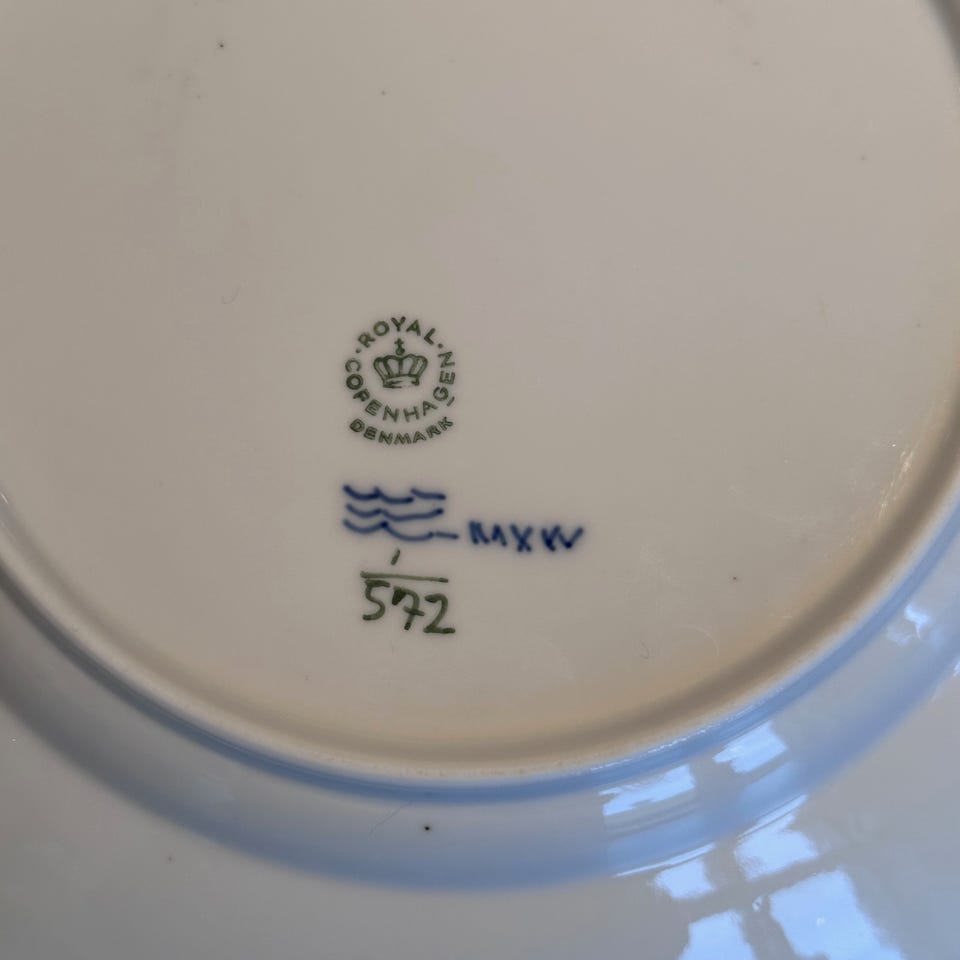 ROYAL
COPENHAGEN
DENMARK
MXW
1
572